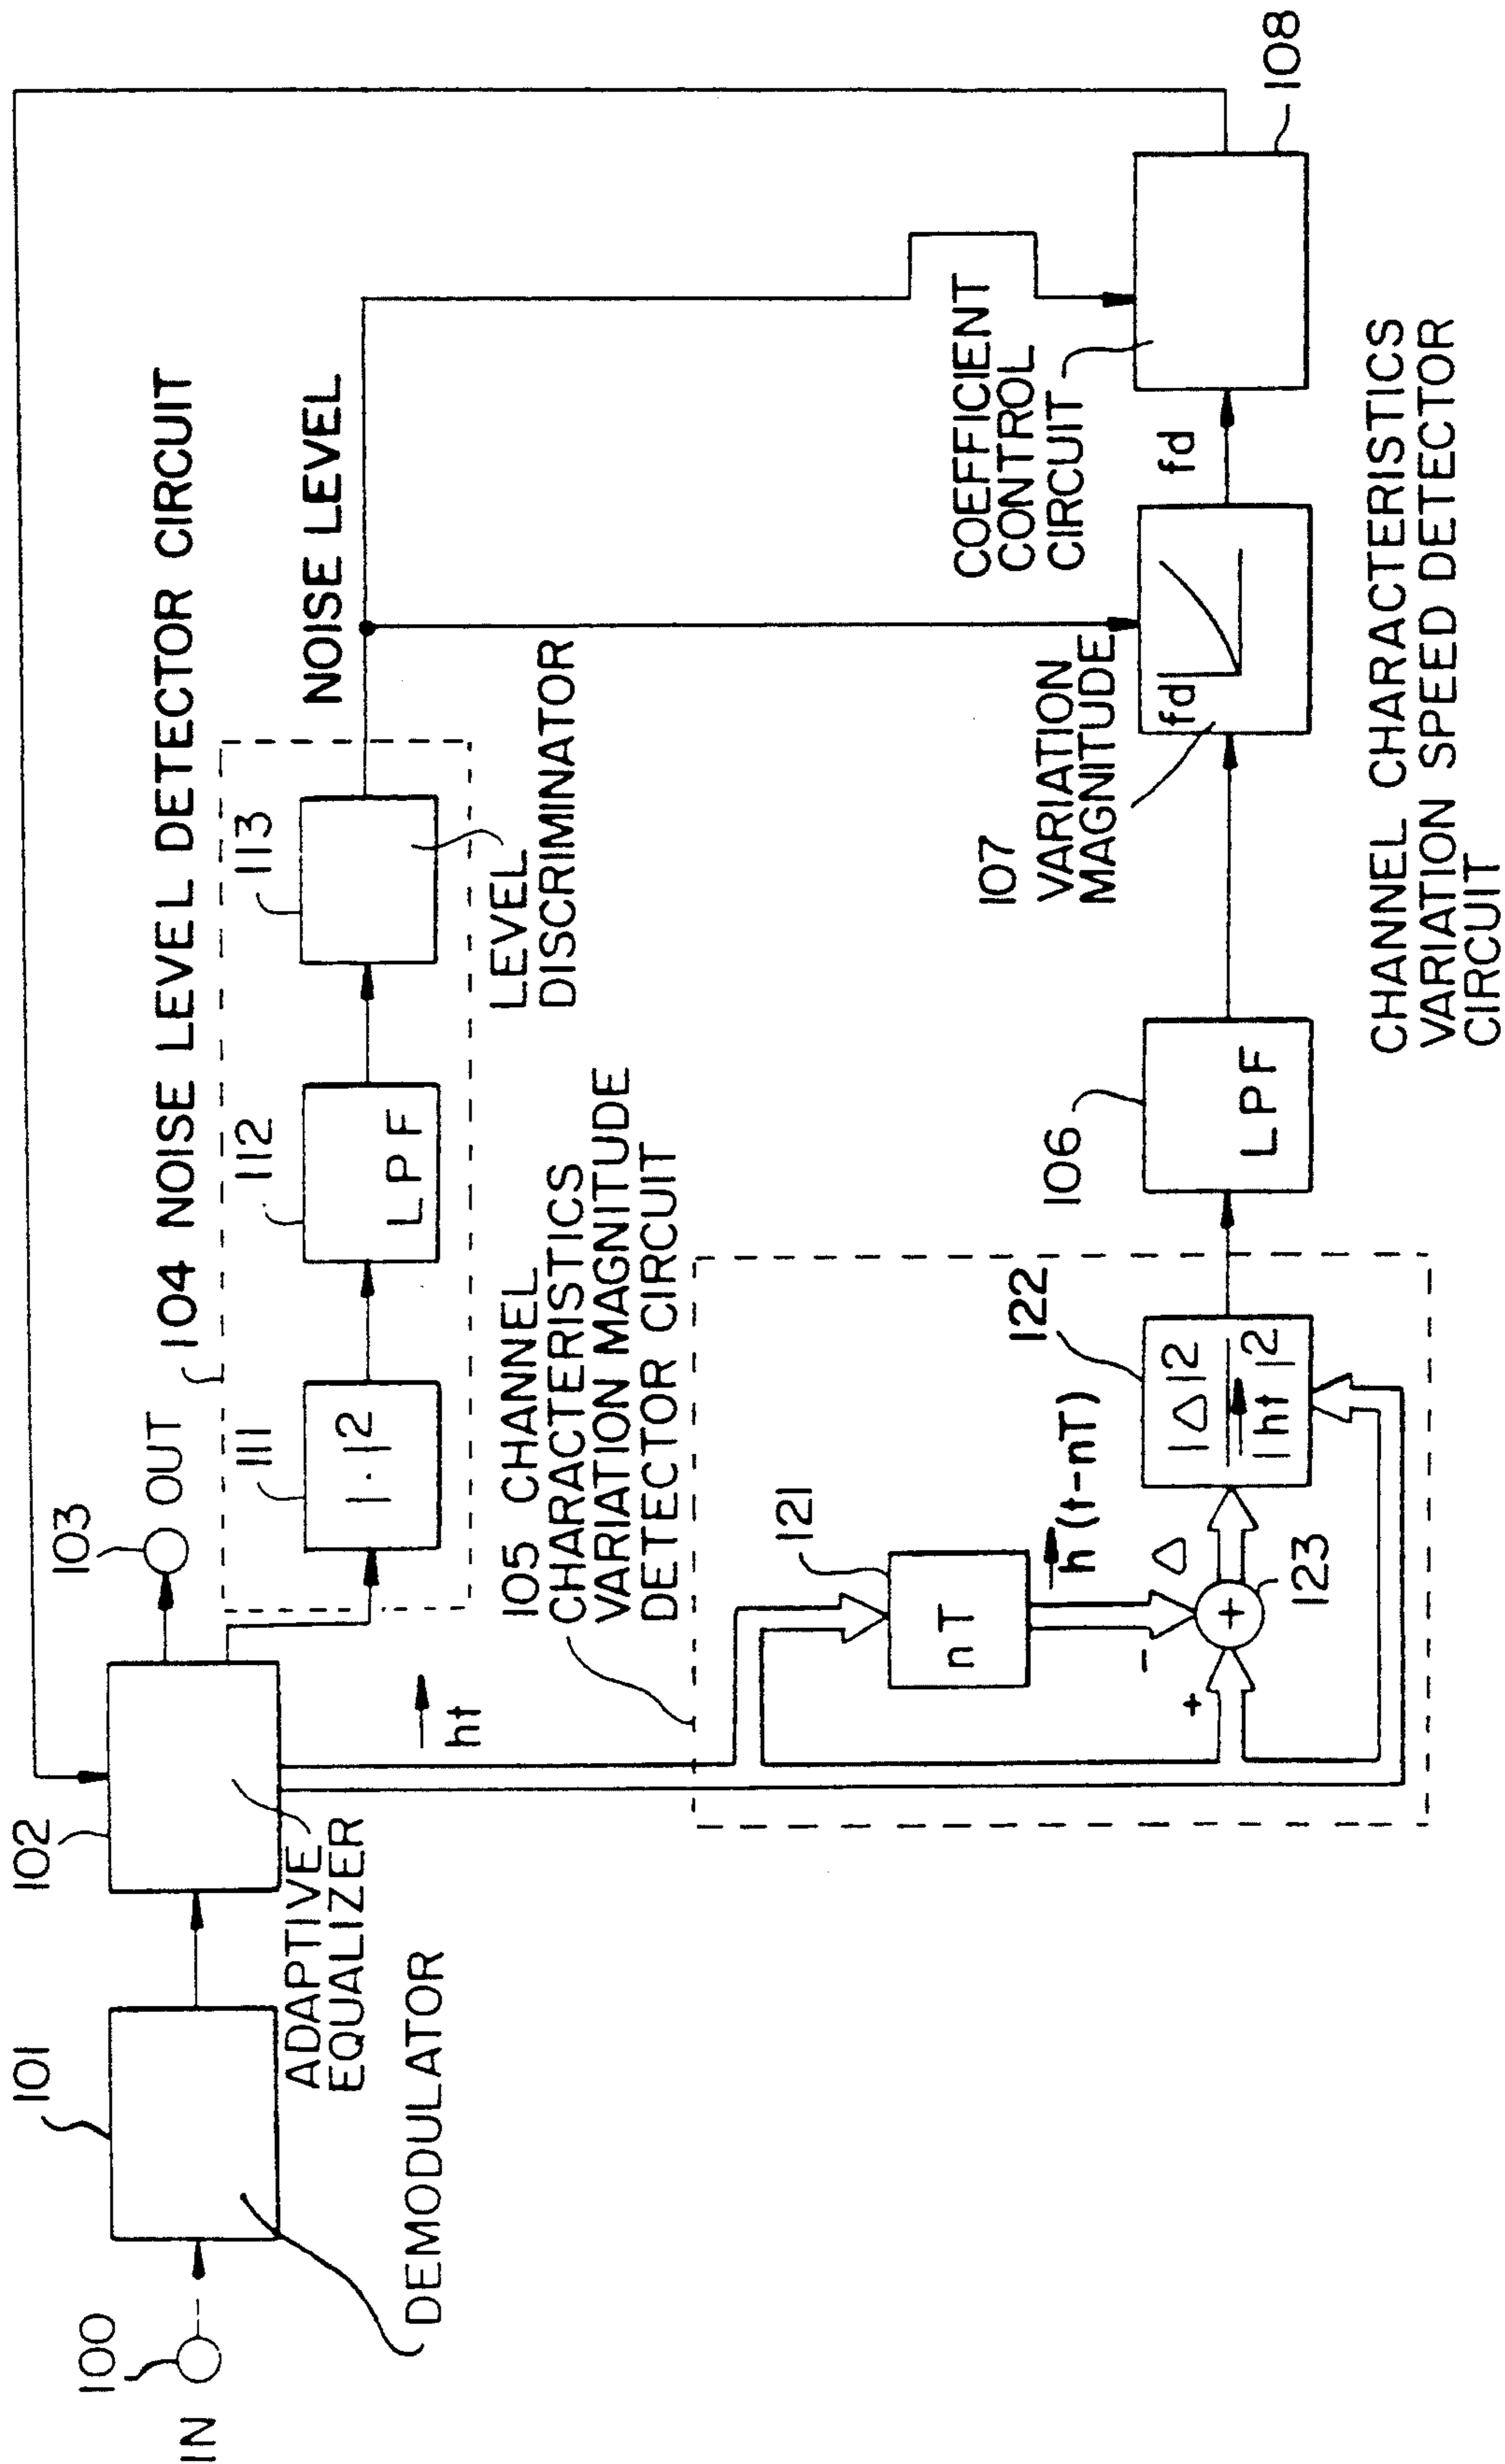 IN
100
101
DEMODULATOR
102
ADAPTIVE
EQUALIZER
103
OUT
104 NOISE LEVEL DETECTOR CIRCUIT
111
|·|2
112
LPF
113
LEVEL
DISCRIMINATOR
NOISE LEVEL
ht
105 CHANNEL
CHARACTERISTICS
VARIATION MAGNITUDE
DETECTOR CIRCUIT
121
nT
h(t-nT)
-
+
+
123
Δ
122
|Δ|2
|ht|2
106
LPF
107
VARIATION
MAGNITUDE
fd
fd
COEFFICIENT
CONTROL
CIRCUIT
108
CHANNEL CHARACTERISTICS
VARIATION SPEED DETECTOR
CIRCUIT